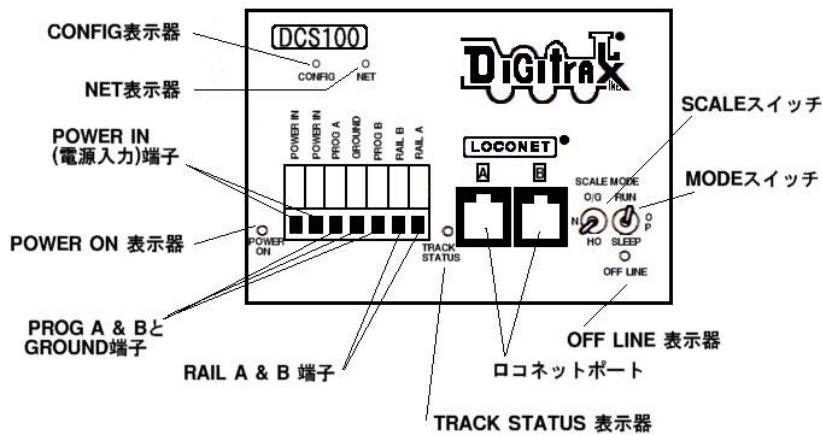 CONFIG表示器
NET表示器
POWER IN
(電源入力)端子
POWER ON 表示器
PROG A & Bと
GROUND端子
RAIL A & B 端子
DCS100
CONFIG
NET
DiGitraX
INC
POWER IN
POWER IN
PROG A
GROUND
PROG B
RAIL B
RAIL A
LOCONET
A
B
SCALE MODE
O/G RUN
N
HO
SLEEP
OP
OFF LINE
POWER
ON
TRACK
STATUS
SCALEスイッチ
MODEスイッチ
OFF LINE 表示器
ロコネットポート
TRACK STATUS 表示器